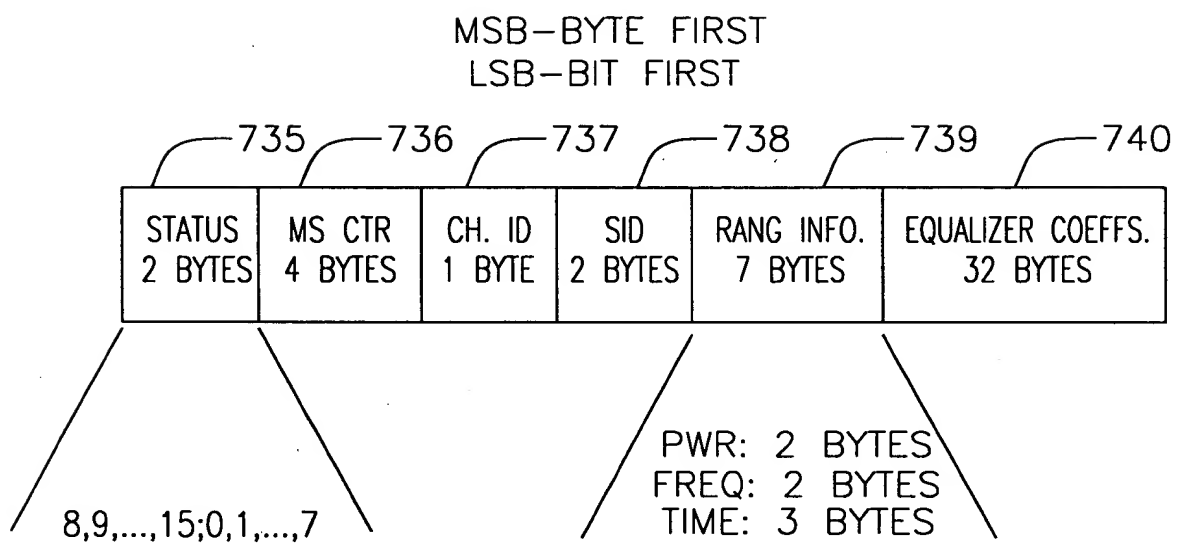 MSB-BYTE FIRST
LSB-BIT FIRST
735 736 737 738 739 740
STATUS MS CTR CH. ID SID RANG INFO. EQUALIZER COEFFS.
2 BYTES 4 BYTES 1 BYTE 2 BYTES 7 BYTES 32 BYTES
PWR: 2 BYTES
FREQ: 2 BYTES
8,9,...,15;0,1,...,7 TIME: 3 BYTES